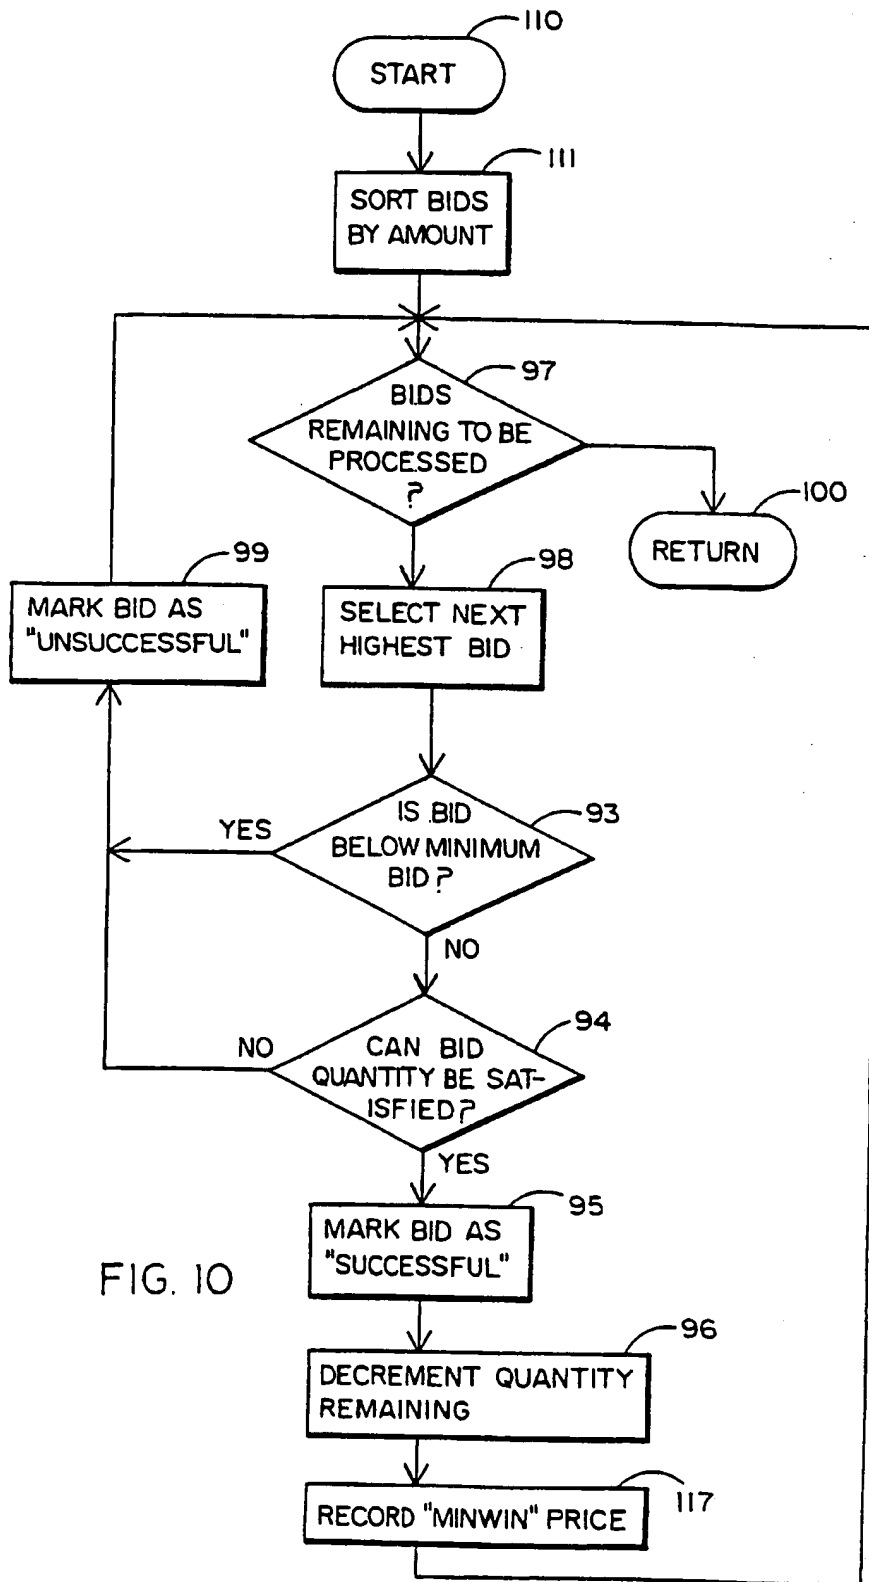 110
START
111
SORT BIDS
BY AMOUNT
97
BIDS
REMAINING TO BE
PROCESSED
?
100
RETURN
99
MARK BID AS
"UNSUCCESSFUL"
98
SELECT NEXT
HIGHEST BID
93
IS BID
BELOW MINIMUM
BID?
YES
NO
94
CAN BID
QUANTITY BE SAT-
ISFIED?
NO
YES
95
MARK BID AS
"SUCCESSFUL"
FIG. 10
96
DECREMENT QUANTITY
REMAINING
117
RECORD "MINWIN" PRICE